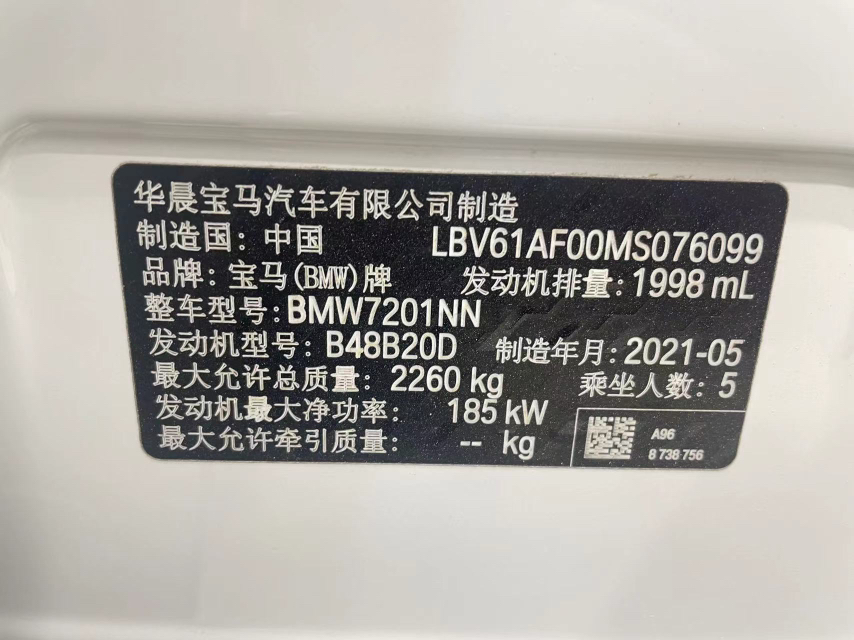 华晨宝马汽车有限公司制造
制造国: 中国 LBV61AF00MS076099
品牌: 宝马(BMW)牌 发动机排量: 1998 mL
整车型号: BMW7201NN
发动机型号: B48B20D 制造年月: 2021-05
最大允许总质量: 2260 kg 乘坐人数: 5
发动机最大净功率: 185 kW
最大允许牵引质量: -- kg
A96
8 738 756